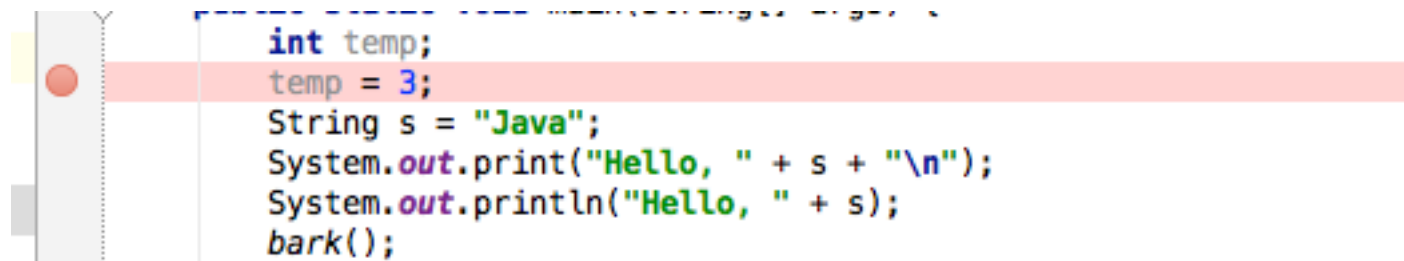 int temp;
temp = 3;
String s = "Java";
System.out.print("Hello, " + s + "\n");
System.out.println("Hello, " + s);
bark();